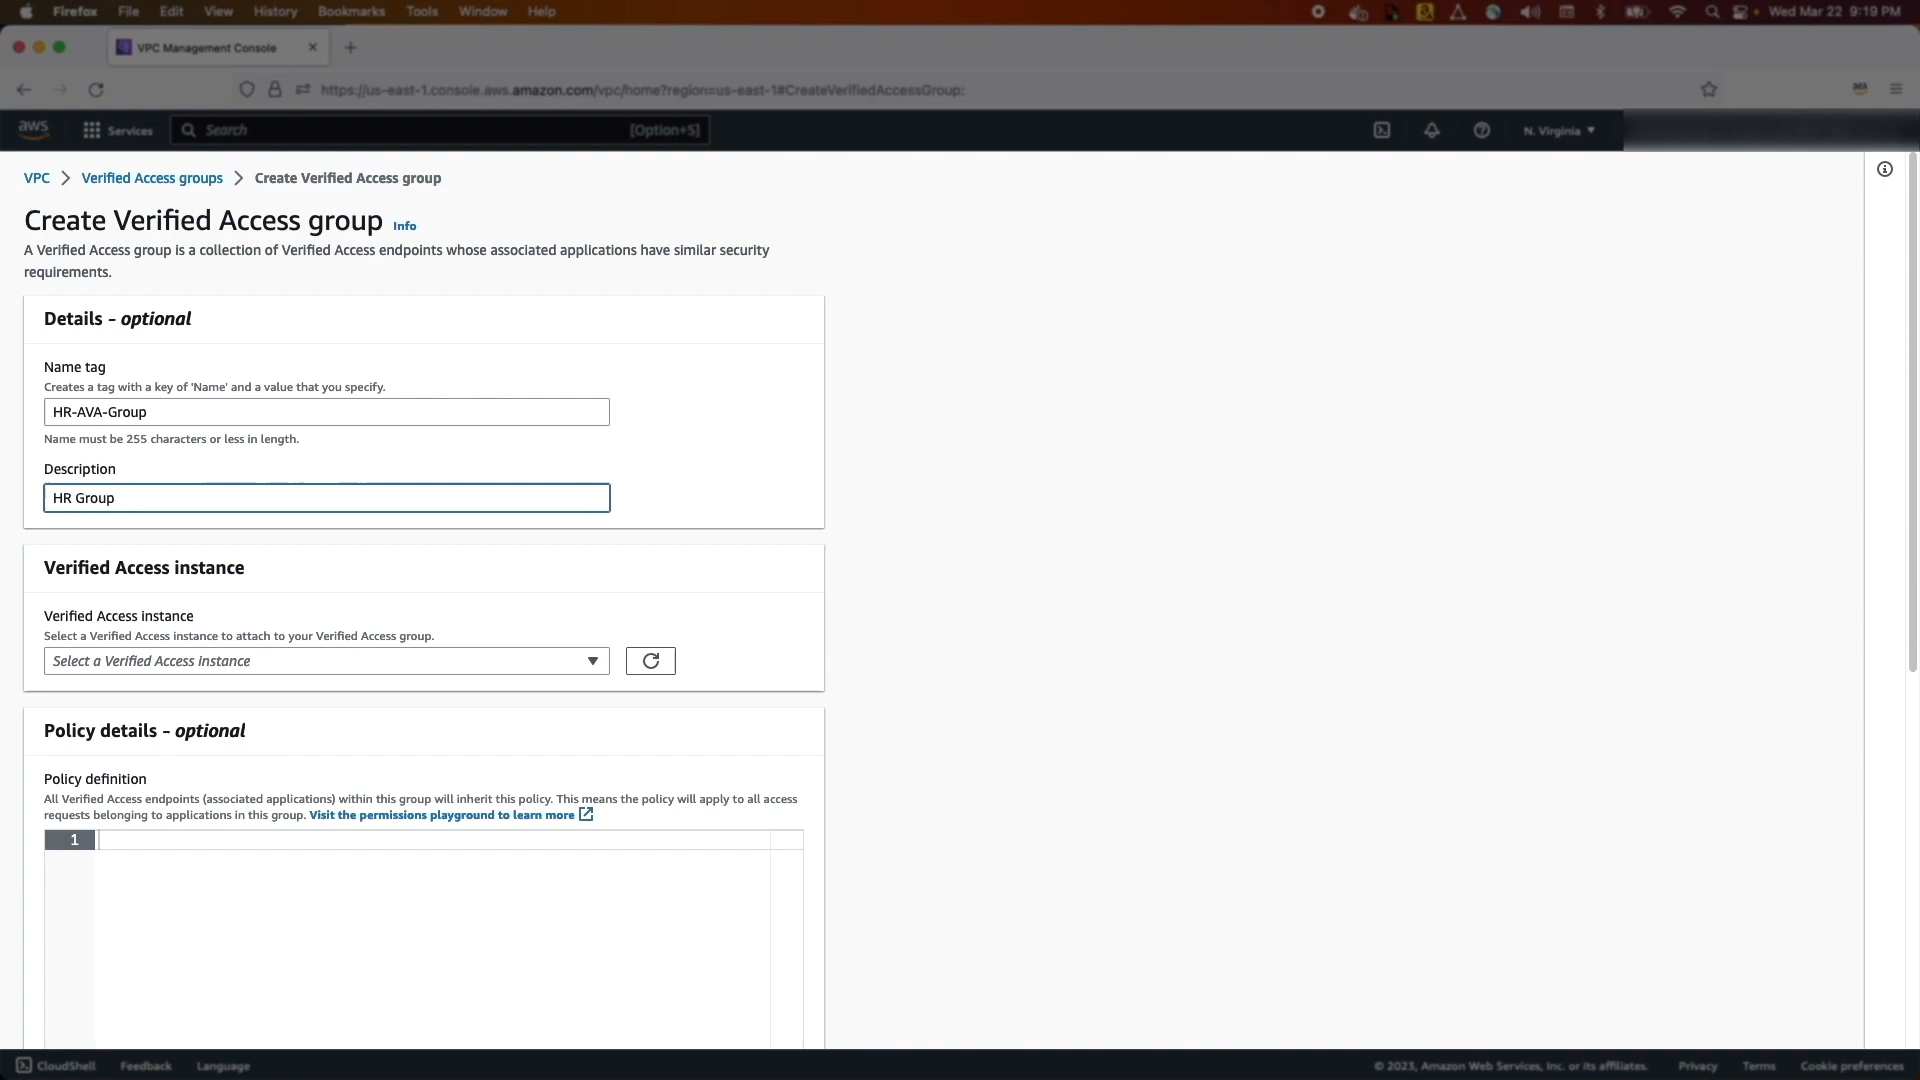 Firefox File Edit View History Bookmarks Tools Window Help Wed Mar 22 9:19 PM
VPC Management Console
https://us-east-1.console.aws.amazon.com/vpc/home?region=us-east-1#CreateVerifiedAccessGroup:
aws Services Search [Option+S] N. Virginia
VPC > Verified Access groups > Create Verified Access group
Create Verified Access group Info
A Verified Access group is a collection of Verified Access endpoints whose associated applications have similar security
requirements.
Details - optional
Name tag
Creates a tag with a key of 'Name' and a value that you specify.
HR-AVA-Group
Name must be 255 characters or less in length.
Description
HR Group
Verified Access instance
Verified Access instance
Select a Verified Access instance to attach to your Verified Access group.
Select a Verified Access instance
Policy details - optional
Policy definition
All Verified Access endpoints (associated applications) within this group will inherit this policy. This means the policy will apply to all access
requests belonging to applications in this group. Visit the permissions playground to learn more
1
CloudShell Feedback Language © 2023, Amazon Web Services, Inc. or its affiliates. Privacy Terms Cookie preferences